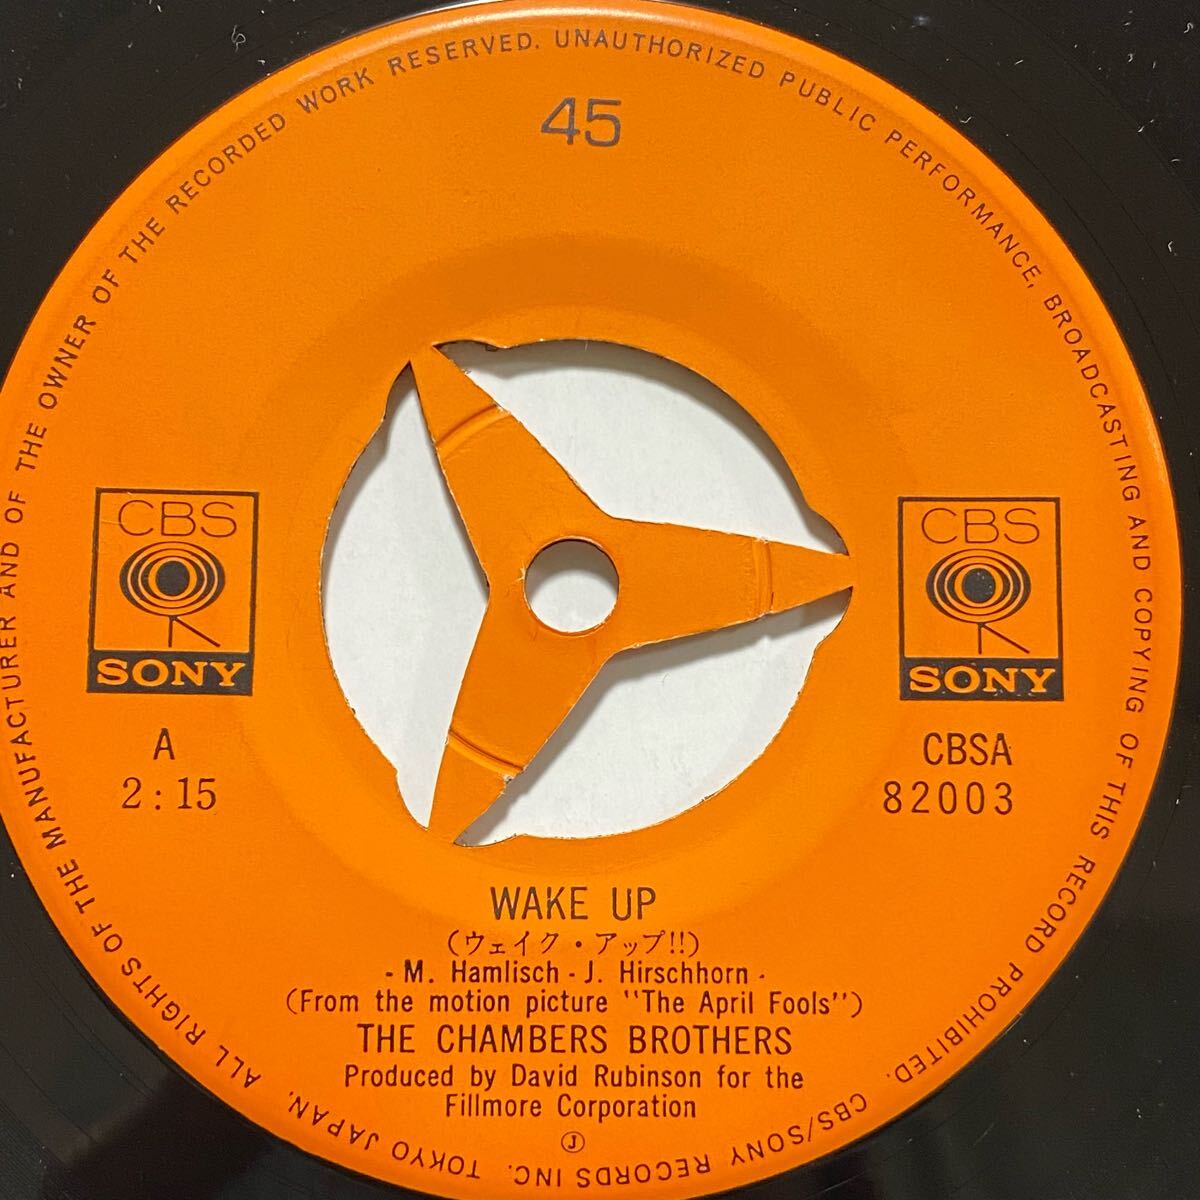 ALL RIGHTS OF THE MANUFACTURER AND OF THE OWNER OF THE RECORDED WORK RESERVED. UNAUTHORIZED PUBLIC PERFORMANCE, BROADCASTING AND COPYING OF THIS RECORD PROHIBITED.
45
CBS
SONY
CBS
SONY
A
2:15
CBSA
82003
WAKE UP
(ウェイク・アップ!!)
- M. Hamlisch - J. Hirschhorn -
(From the motion picture "The April Fools")
THE CHAMBERS BROTHERS
Produced by David Rubinson for the
Fillmore Corporation
Ⓙ
CBS/SONY RECORDS INC. TOKYO JAPAN.